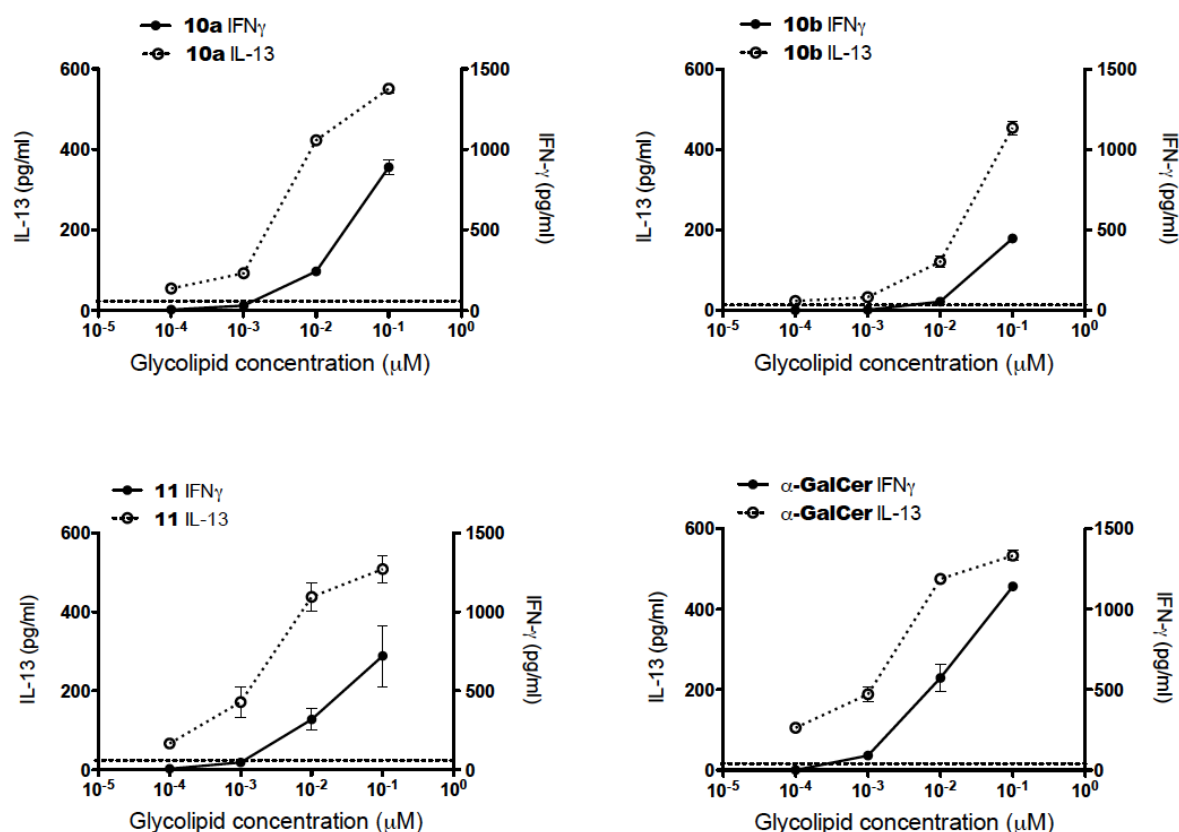 10a IFNγ
10a IL-13
600
400
200
0
IL-13 (pg/ml)
1500
1000
500
0
IFN-γ (pg/ml)
10⁻⁵ 10⁻⁴ 10⁻³ 10⁻² 10⁻¹ 10⁰
Glycolipid concentration (μM)
10b IFNγ
10b IL-13
600
400
200
0
IL-13 (pg/ml)
1500
1000
500
0
IFN-γ (pg/ml)
10⁻⁵ 10⁻⁴ 10⁻³ 10⁻² 10⁻¹ 10⁰
Glycolipid concentration (μM)
11 IFNγ
11 IL-13
600
400
200
0
IL-13 (pg/ml)
1500
1000
500
0
IFN-γ (pg/ml)
10⁻⁵ 10⁻⁴ 10⁻³ 10⁻² 10⁻¹ 10⁰
Glycolipid concentration (μM)
α-GalCer IFNγ
α-GalCer IL-13
600
400
200
0
IL-13 (pg/ml)
1500
1000
500
0
IFN-γ (pg/ml)
10⁻⁵ 10⁻⁴ 10⁻³ 10⁻² 10⁻¹ 10⁰
Glycolipid concentration (μM)